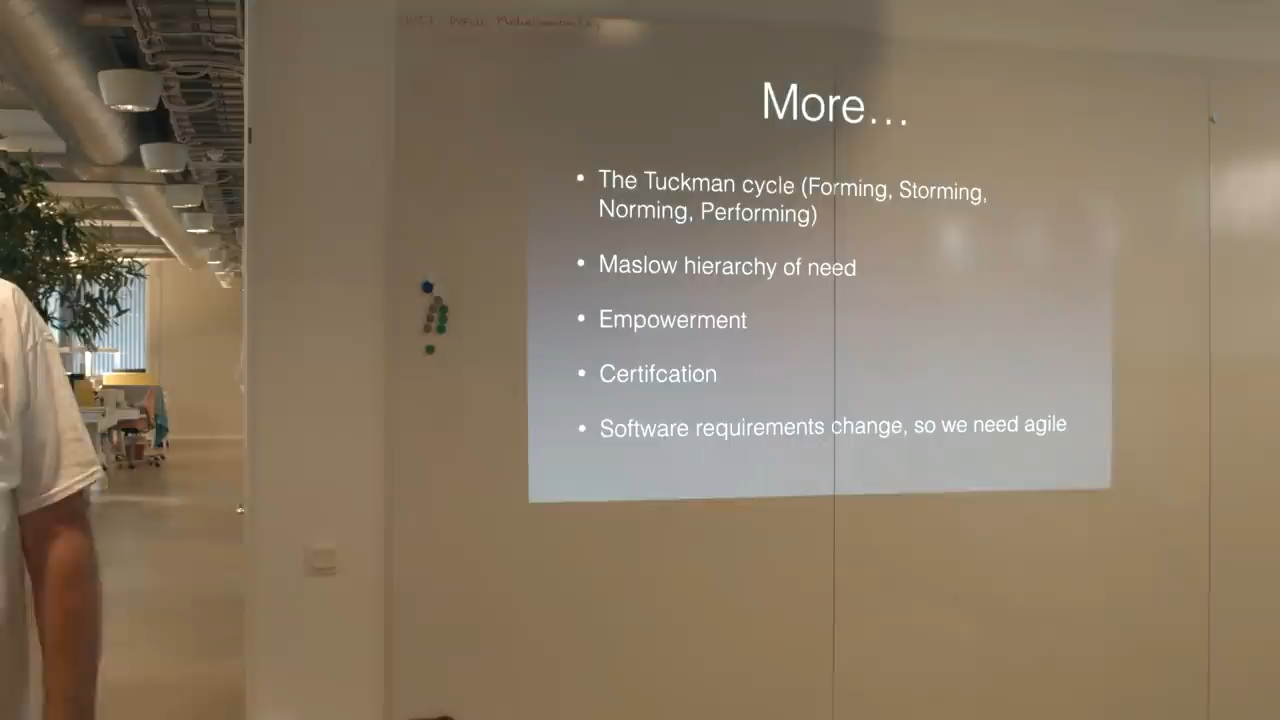 More...
• The Tuckman cycle (Forming, Storming,
Norming, Performing)
• Maslow hierarchy of need
• Empowerment
• Certifcation
• Software requirements change, so we need agile